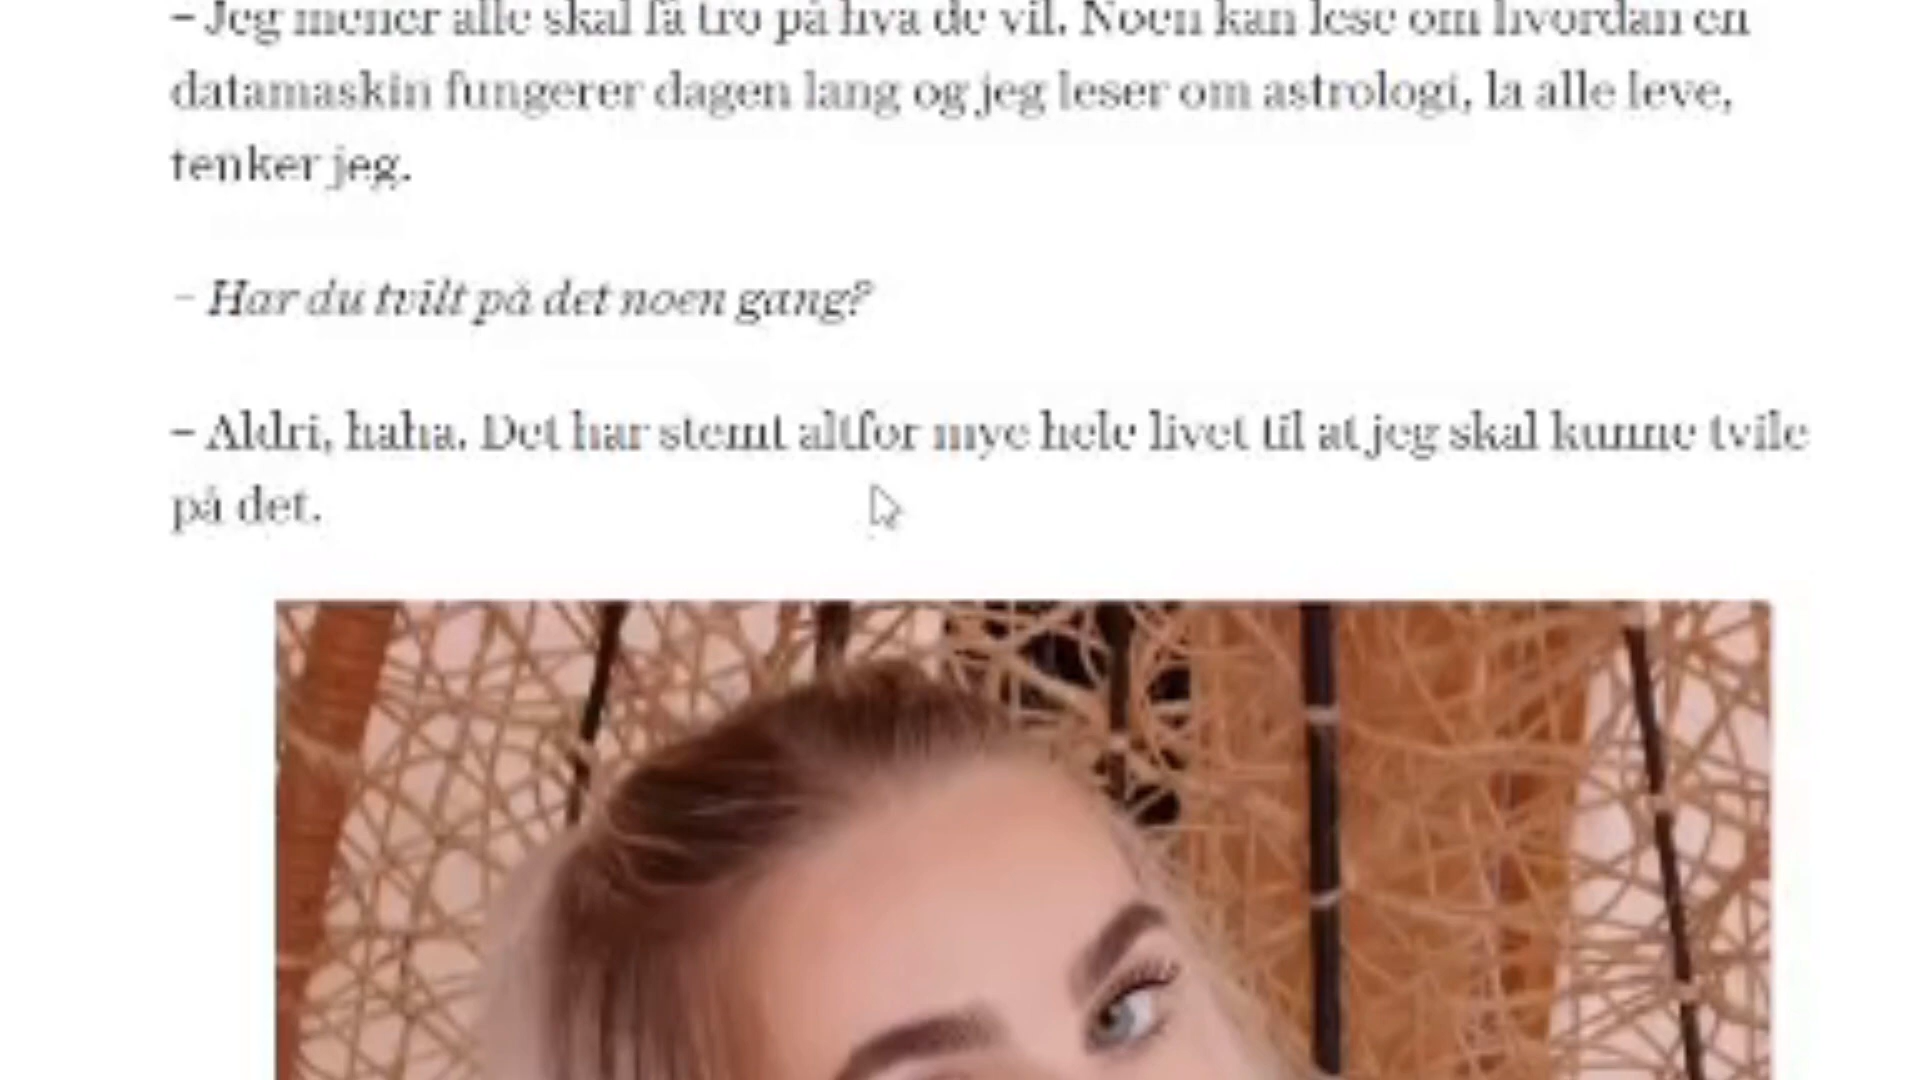 – Jeg mener alle skal få tro på hva de vil. Noen kan lese om hvordan en
datamaskin fungerer dagen lang og jeg leser om astrologi, la alle leve,
tenker jeg.
– Har du tvilt på det noen gang?
– Aldri, haha. Det har stemt altfor mye hele livet til at jeg skal kunne tvile
på det.